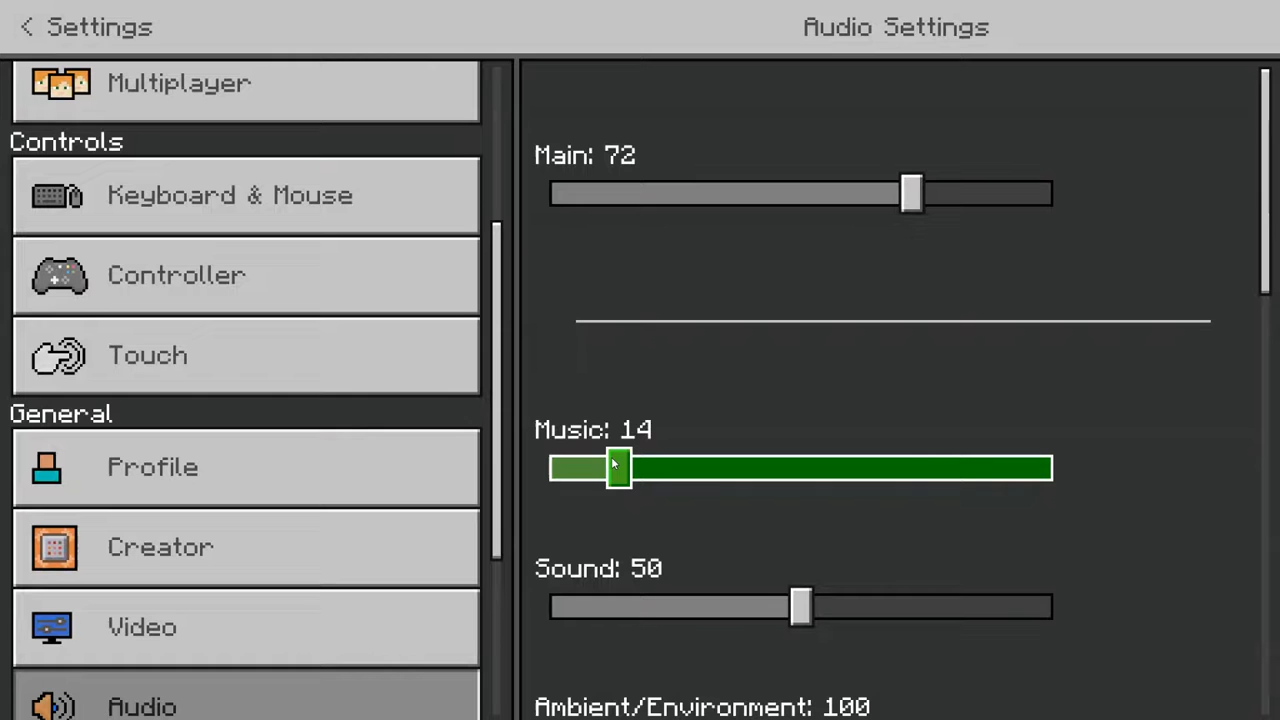 < Settings
Audio Settings
Multiplayer
Controls
Keyboard & Mouse
Controller
Touch
General
Profile
Creator
Video
Audio
Main: 72
Music: 14
Sound: 50
Ambient/Environment: 100